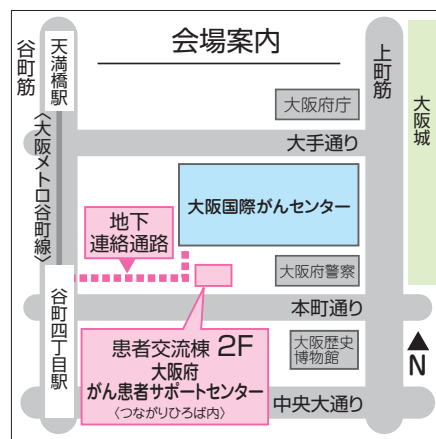 会場案内
天満橋駅
谷町筋
〈大阪メトロ谷町線〉
上町筋
大阪城
大阪府庁
大手通り
大阪国際がんセンター
地下
連絡通路
大阪府警察
谷町四丁目駅
本町通り
患者交流棟 2F
大阪府
がん患者サポートセンター
〈つながりひろば内〉
大阪歴史
博物館
N
中央大通り